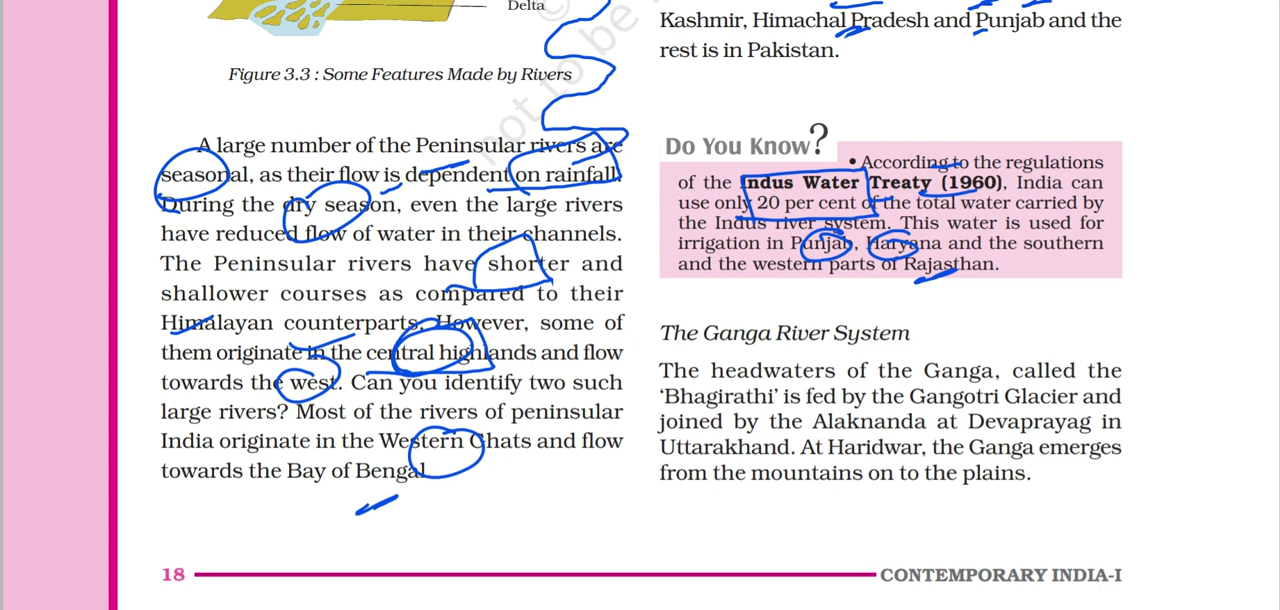 Delta
Figure 3.3 : Some Features Made by Rivers
A large number of the Peninsular rivers are
seasonal, as their flow is dependent on rainfall.
During the dry season, even the large rivers
have reduced flow of water in their channels.
The Peninsular rivers have shorter and
shallower courses as compared to their
Himalayan counterparts. However, some of
them originate in the central highlands and flow
towards the west. Can you identify two such
large rivers? Most of the rivers of peninsular
India originate in the Western Ghats and flow
towards the Bay of Bengal
Kashmir, Himachal Pradesh and Punjab and the
rest is in Pakistan.
Do You Know?
• According to the regulations
of the Indus Water Treaty (1960), India can
use only 20 per cent of the total water carried by
the Indus river system. This water is used for
irrigation in Punjab, Haryana and the southern
and the western parts of Rajasthan.
The Ganga River System
The headwaters of the Ganga, called the
‘Bhagirathi’ is fed by the Gangotri Glacier and
joined by the Alaknanda at Devaprayag in
Uttarakhand. At Haridwar, the Ganga emerges
from the mountains on to the plains.
18
CONTEMPORARY INDIA-I
not to be
©